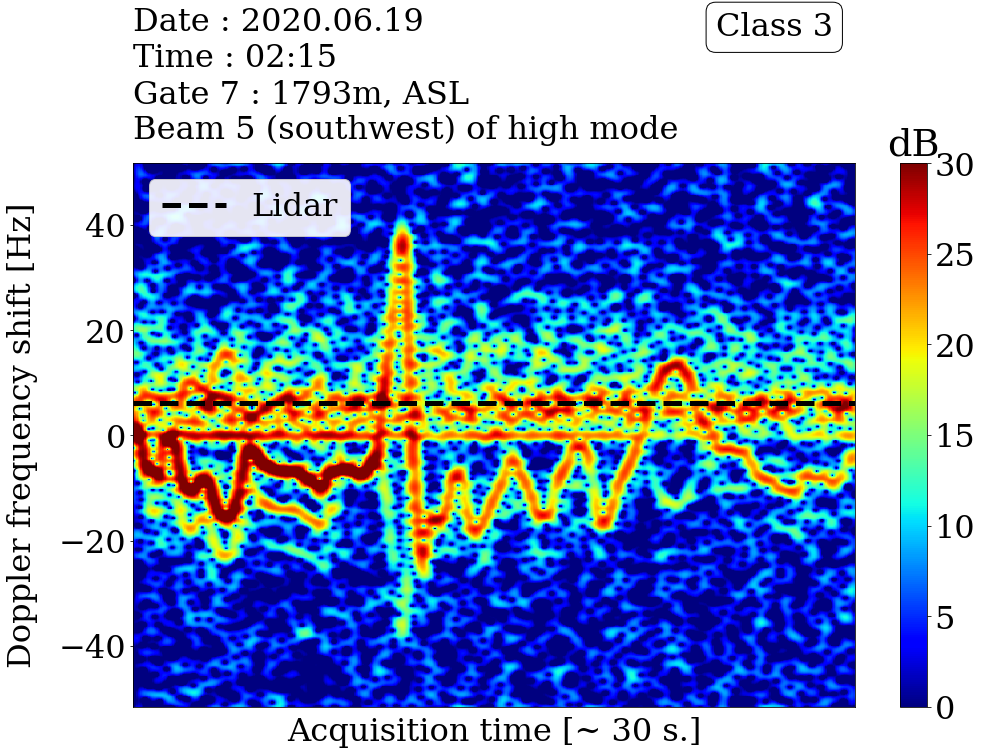 Date : 2020.06.19
Time : 02:15
Gate 7 : 1793m, ASL
Beam 5 (southwest) of high mode
Class 3
dB
Lidar
Doppler frequency shift [Hz]
40
20
0
−20
−40
Acquisition time [~ 30 s.]
30
25
20
15
10
5
0